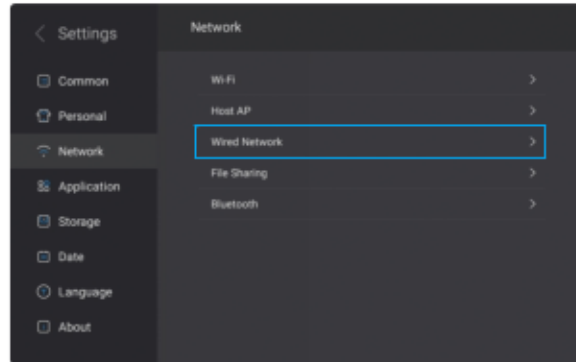 Settings
Network
Common
Personal
Network
Application
Storage
Date
Language
About
Wi-Fi
Host AP
Wired Network
File Sharing
Bluetooth